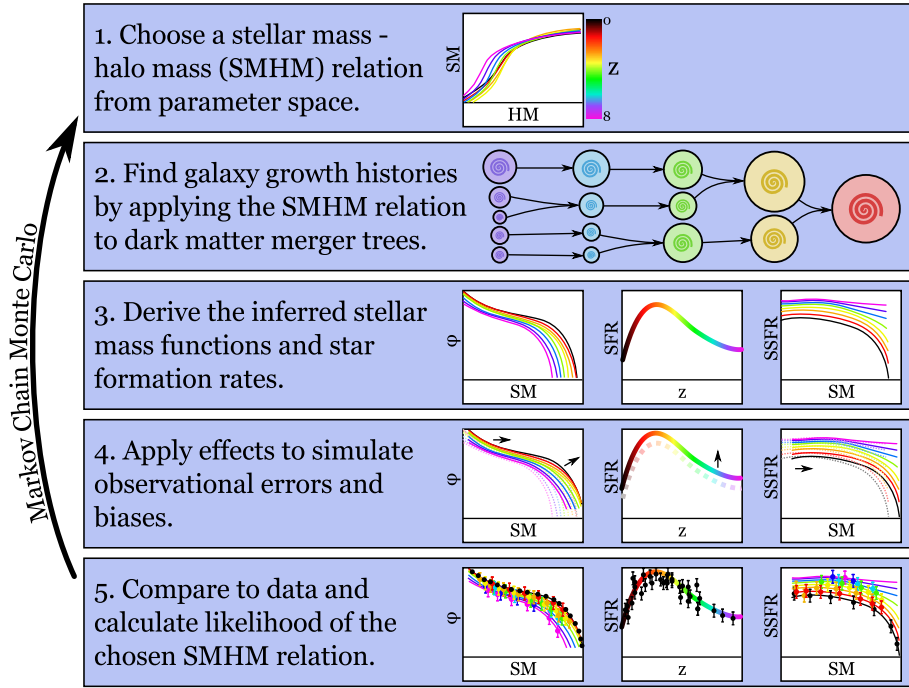 1. Choose a stellar mass -
halo mass (SMHM) relation
from parameter space.
SM
HM
0
z
8
2. Find galaxy growth histories
by applying the SMHM relation
to dark matter merger trees.
Markov Chain Monte Carlo
3. Derive the inferred stellar
mass functions and star
formation rates.
φ
SM
SFR
z
SSFR
SM
4. Apply effects to simulate
observational errors and
biases.
φ
SM
SFR
z
SSFR
SM
5. Compare to data and
calculate likelihood of the
chosen SMHM relation.
φ
SM
SFR
z
SSFR
SM